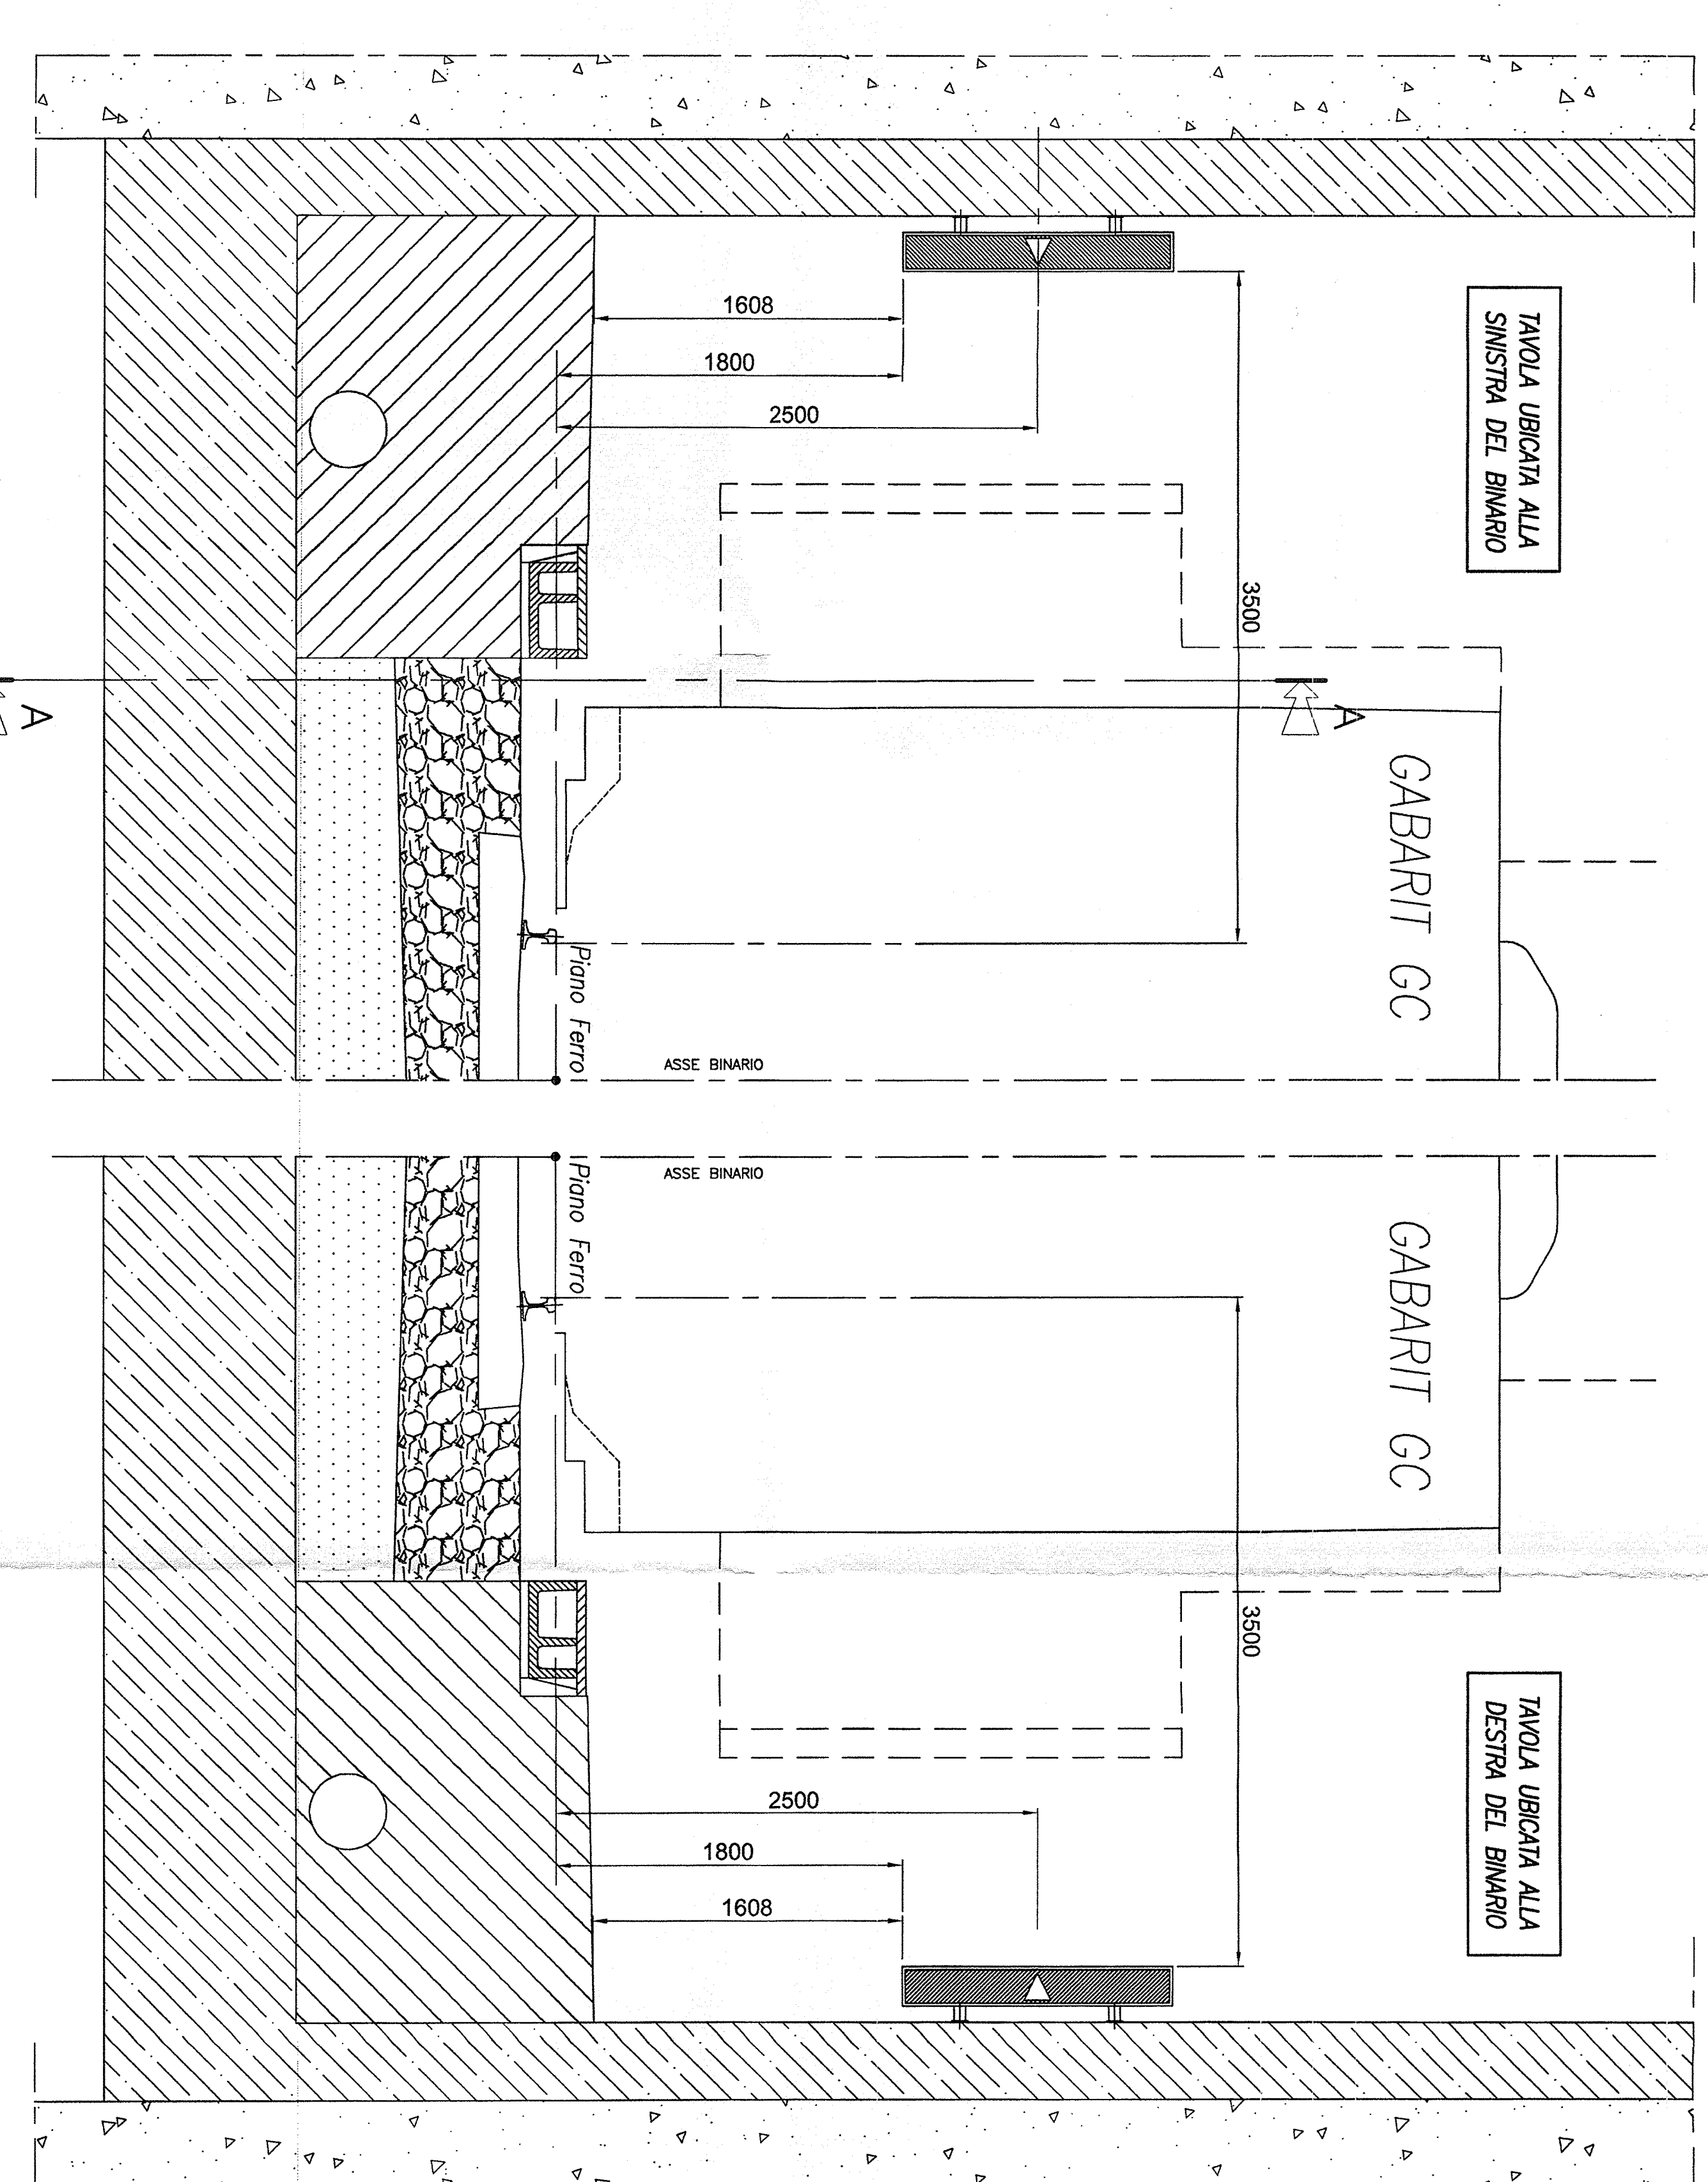 TAVOLA UBICATA ALLA
SINISTRA DEL BINARIO
1608
1800
2500
3500
A
A
GABARIT GC
Piano Ferro
ASSE BINARIO
ASSE BINARIO
Piano Ferro
GABARIT GC
3500
TAVOLA UBICATA ALLA
DESTRA DEL BINARIO
2500
1800
1608